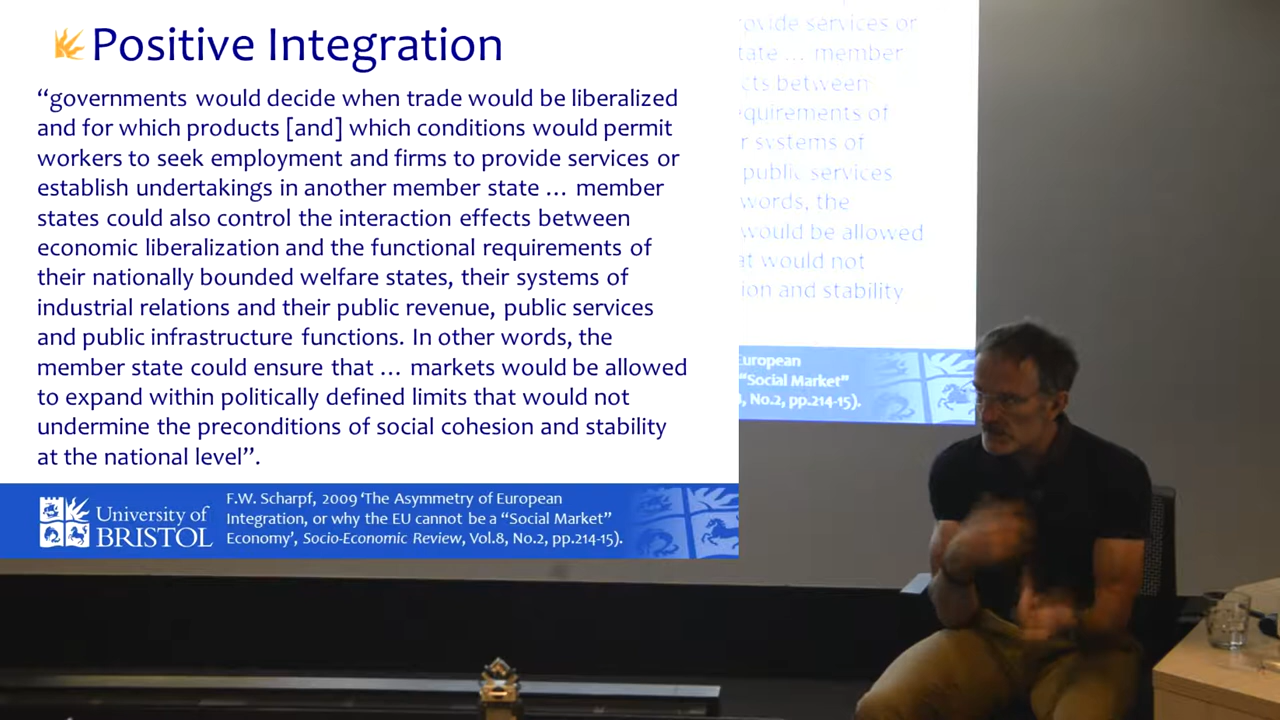 Positive Integration
“governments would decide when trade would be liberalized
and for which products [and] which conditions would permit
workers to seek employment and firms to provide services or
establish undertakings in another member state … member
states could also control the interaction effects between
economic liberalization and the functional requirements of
their nationally bounded welfare states, their systems of
industrial relations and their public revenue, public services
and public infrastructure functions. In other words, the
member state could ensure that … markets would be allowed
to expand within politically defined limits that would not
undermine the preconditions of social cohesion and stability
at the national level”.
University of
BRISTOL
F.W. Scharpf, 2009 ‘The Asymmetry of European
Integration, or why the EU cannot be a “Social Market”
Economy’, Socio-Economic Review, Vol.8, No.2, pp.214-15).
services or
member
between
of
systems of
public services
words, the
would be allowed
would not
and stability
European
“Social Market”
No.2, pp.214-15).